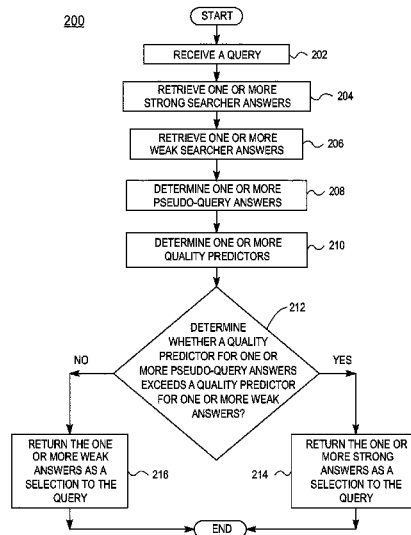 200
START
RECEIVE A QUERY
202
RETRIEVE ONE OR MORE
STRONG SEARCHER ANSWERS
204
RETRIEVE ONE OR MORE
WEAK SEARCHER ANSWERS
206
DETERMINE ONE OR MORE
PSEUDO-QUERY ANSWERS
208
DETERMINE ONE OR MORE
QUALITY PREDICTORS
210
212
DETERMINE
WHETHER A QUALITY
PREDICTOR FOR ONE OR
MORE PSEUDO-QUERY ANSWERS
EXCEEDS A QUALITY PREDICTOR
FOR ONE OR MORE WEAK
ANSWERS?
NO
YES
RETURN THE ONE
OR MORE WEAK
ANSWERS AS A
SELECTION TO THE
QUERY
216
214
RETURN THE ONE OR
MORE STRONG
ANSWERS AS A
SELECTION TO THE
QUERY
END